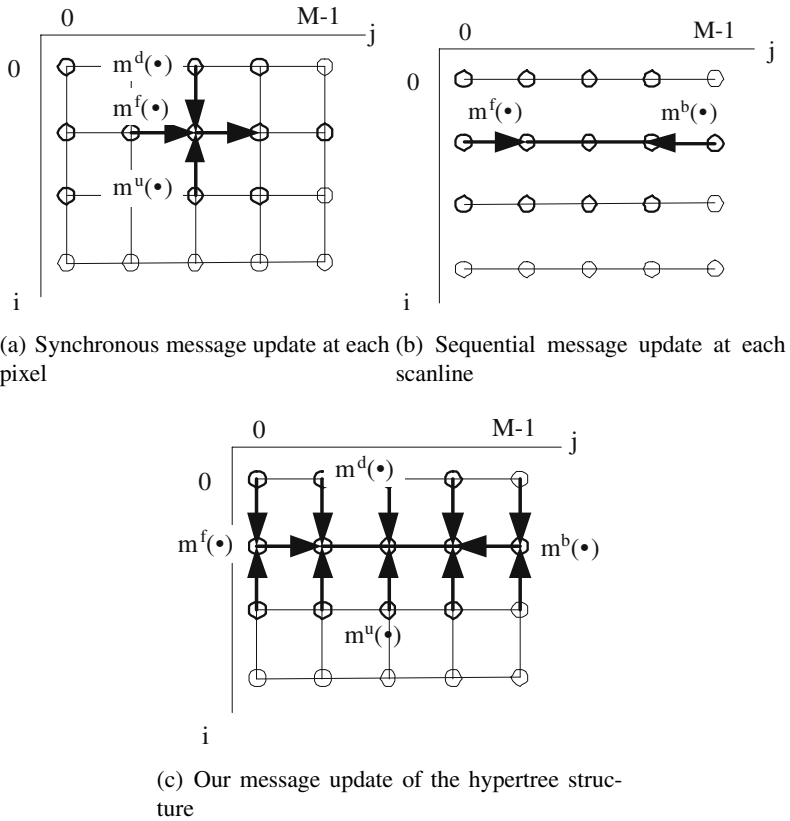 0 M-1
j
0
m^d(•)
m^f(•)
m^u(•)
i
(a) Synchronous message update at each pixel
0 M-1
j
0
m^f(•) m^b(•)
i
(b) Sequential message update at each scanline
0 M-1
j
0
m^d(•)
m^f(•) m^b(•)
m^u(•)
i
(c) Our message update of the hypertree struc-
ture